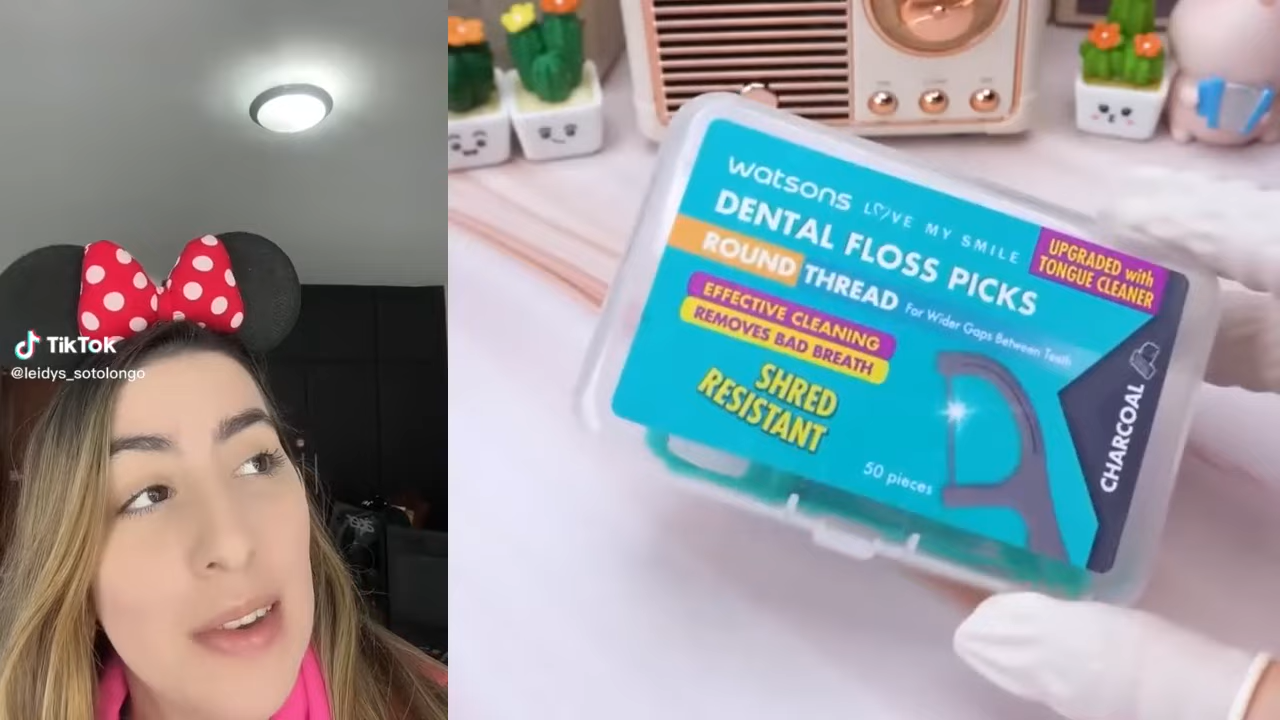 TikTok
@leidys_sotolongo
watsons LOVE MY SMILE
DENTAL FLOSS PICKS
ROUND THREAD For Wider Gaps Between Teeth
EFFECTIVE CLEANING
REMOVES BAD BREATH
SHRED
RESISTANT
50 pieces
UPGRADED with
TONGUE CLEANER
CHARCOAL